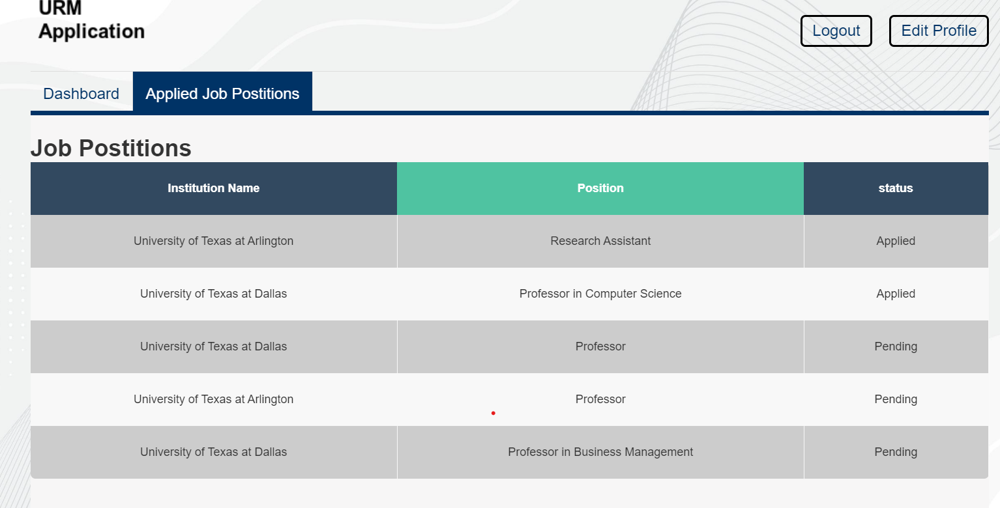 URM
Application
Logout Edit Profile
Dashboard Applied Job Postitions
Job Postitions
Institution Name Position status
University of Texas at Arlington Research Assistant Applied
University of Texas at Dallas Professor in Computer Science Applied
University of Texas at Dallas Professor Pending
University of Texas at Arlington Professor Pending
University of Texas at Dallas Professor in Business Management Pending